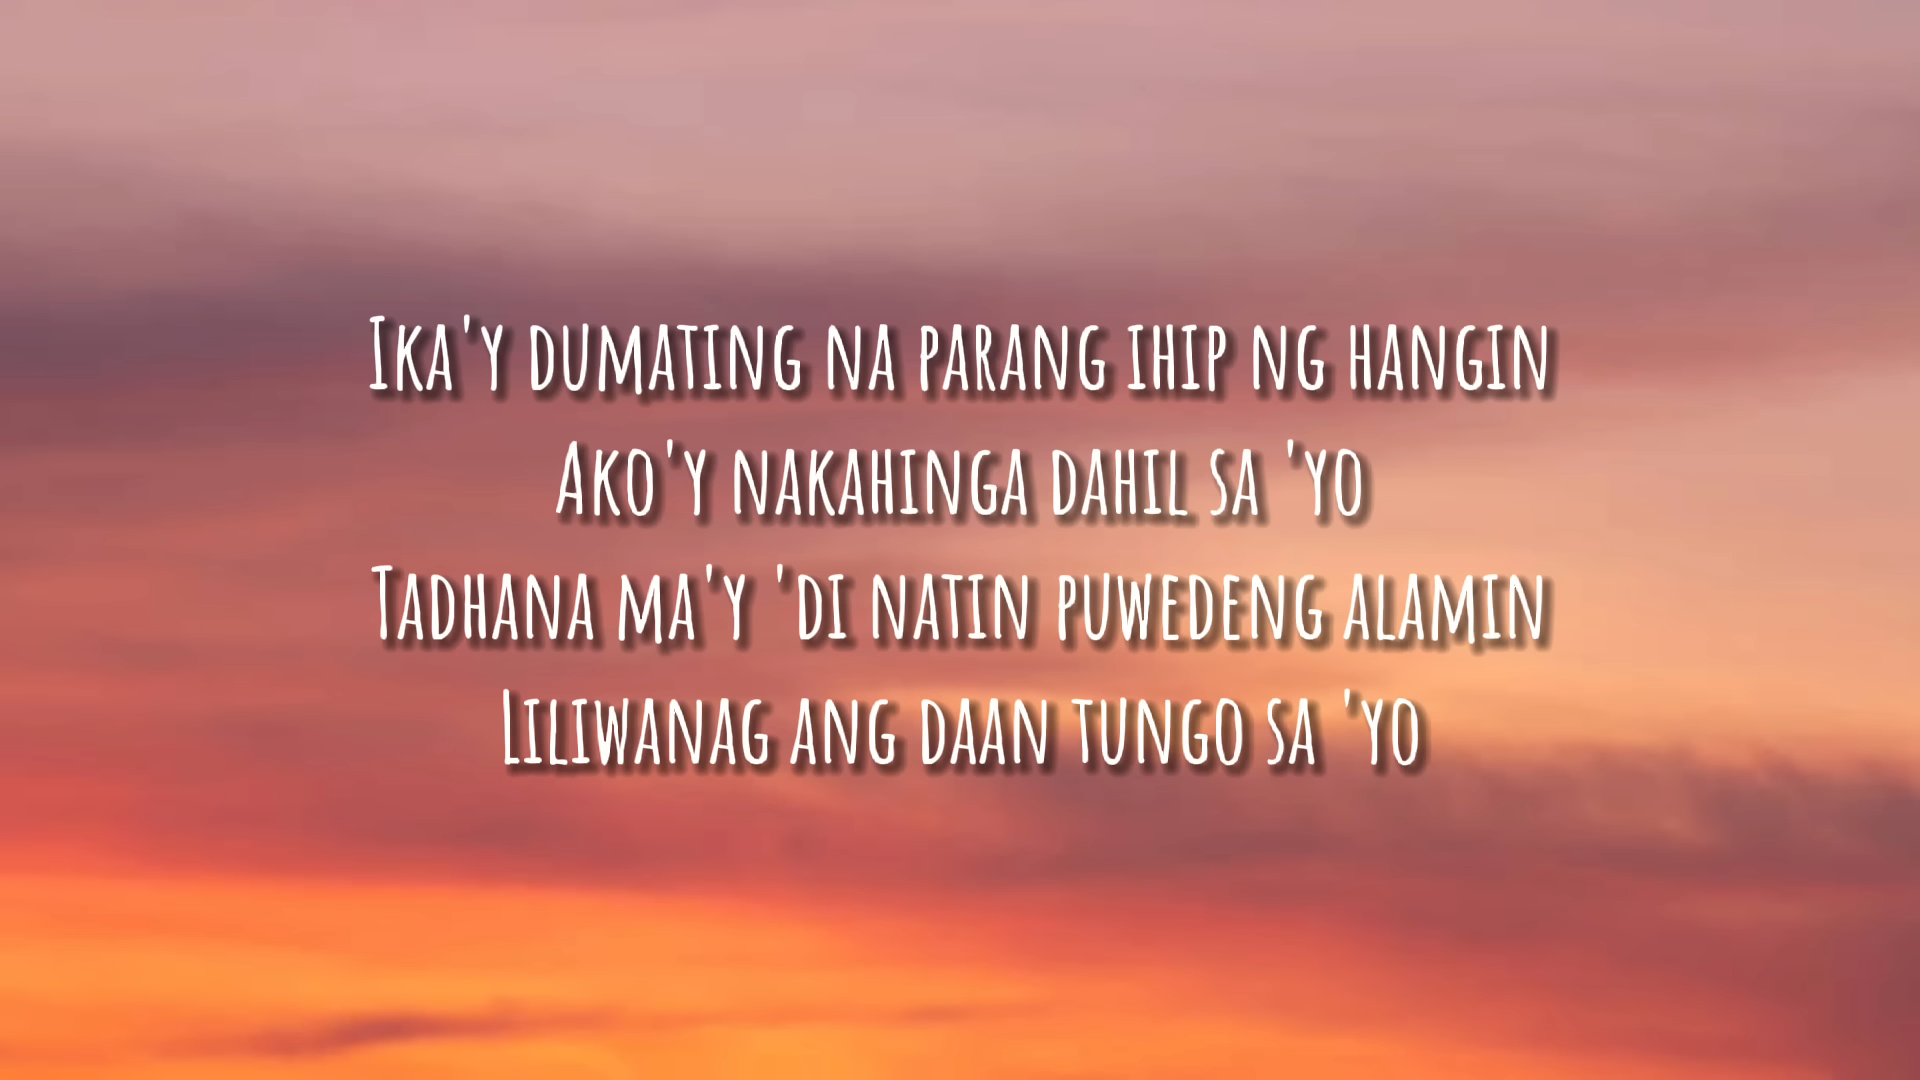 Ika'y dumating na parang ihip ng hangin
Ako'y nakahinga dahil sa 'yo
Tadhana ma'y 'di natin puwedeng alamin
Liliwanag ang daan tungo sa 'yo